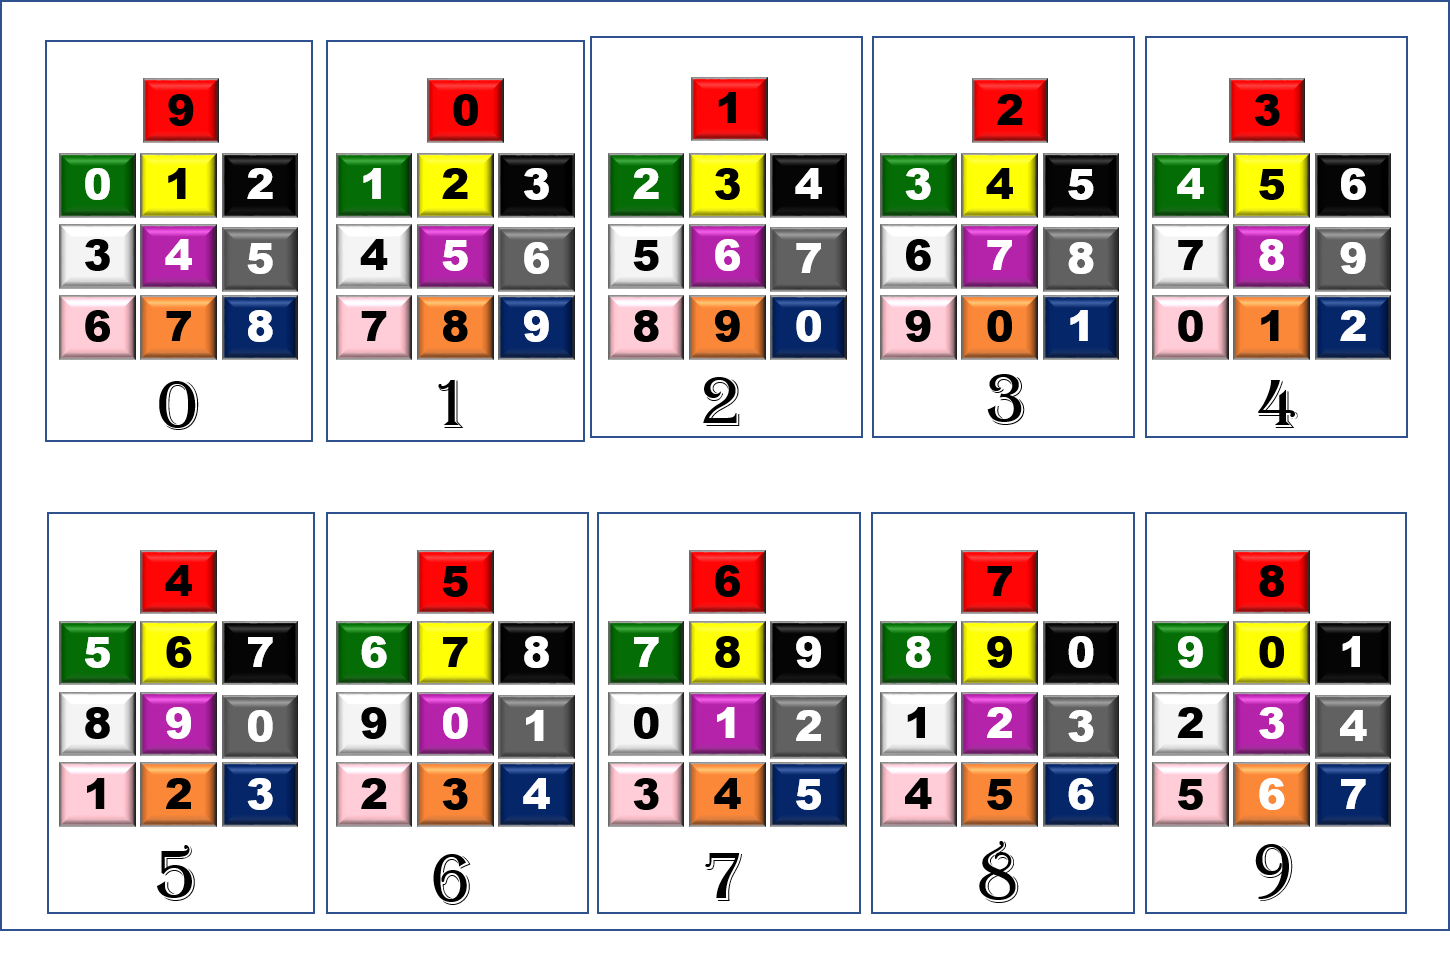 9 0 1 2 3
0 1 2 1 2 3 2 3 4 3 4 5 4 5 6
3 4 5 4 5 6 5 6 7 6 7 8 7 8 9
6 7 8 7 8 9 8 9 0 9 0 1 0 1 2
0 1 2 3 4
4 5 6 7 8
5 6 7 6 7 8 7 8 9 8 9 0 9 0 1
8 9 0 9 0 1 0 1 2 1 2 3 2 3 4
1 2 3 2 3 4 3 4 5 4 5 6 5 6 7
5 6 7 8 9